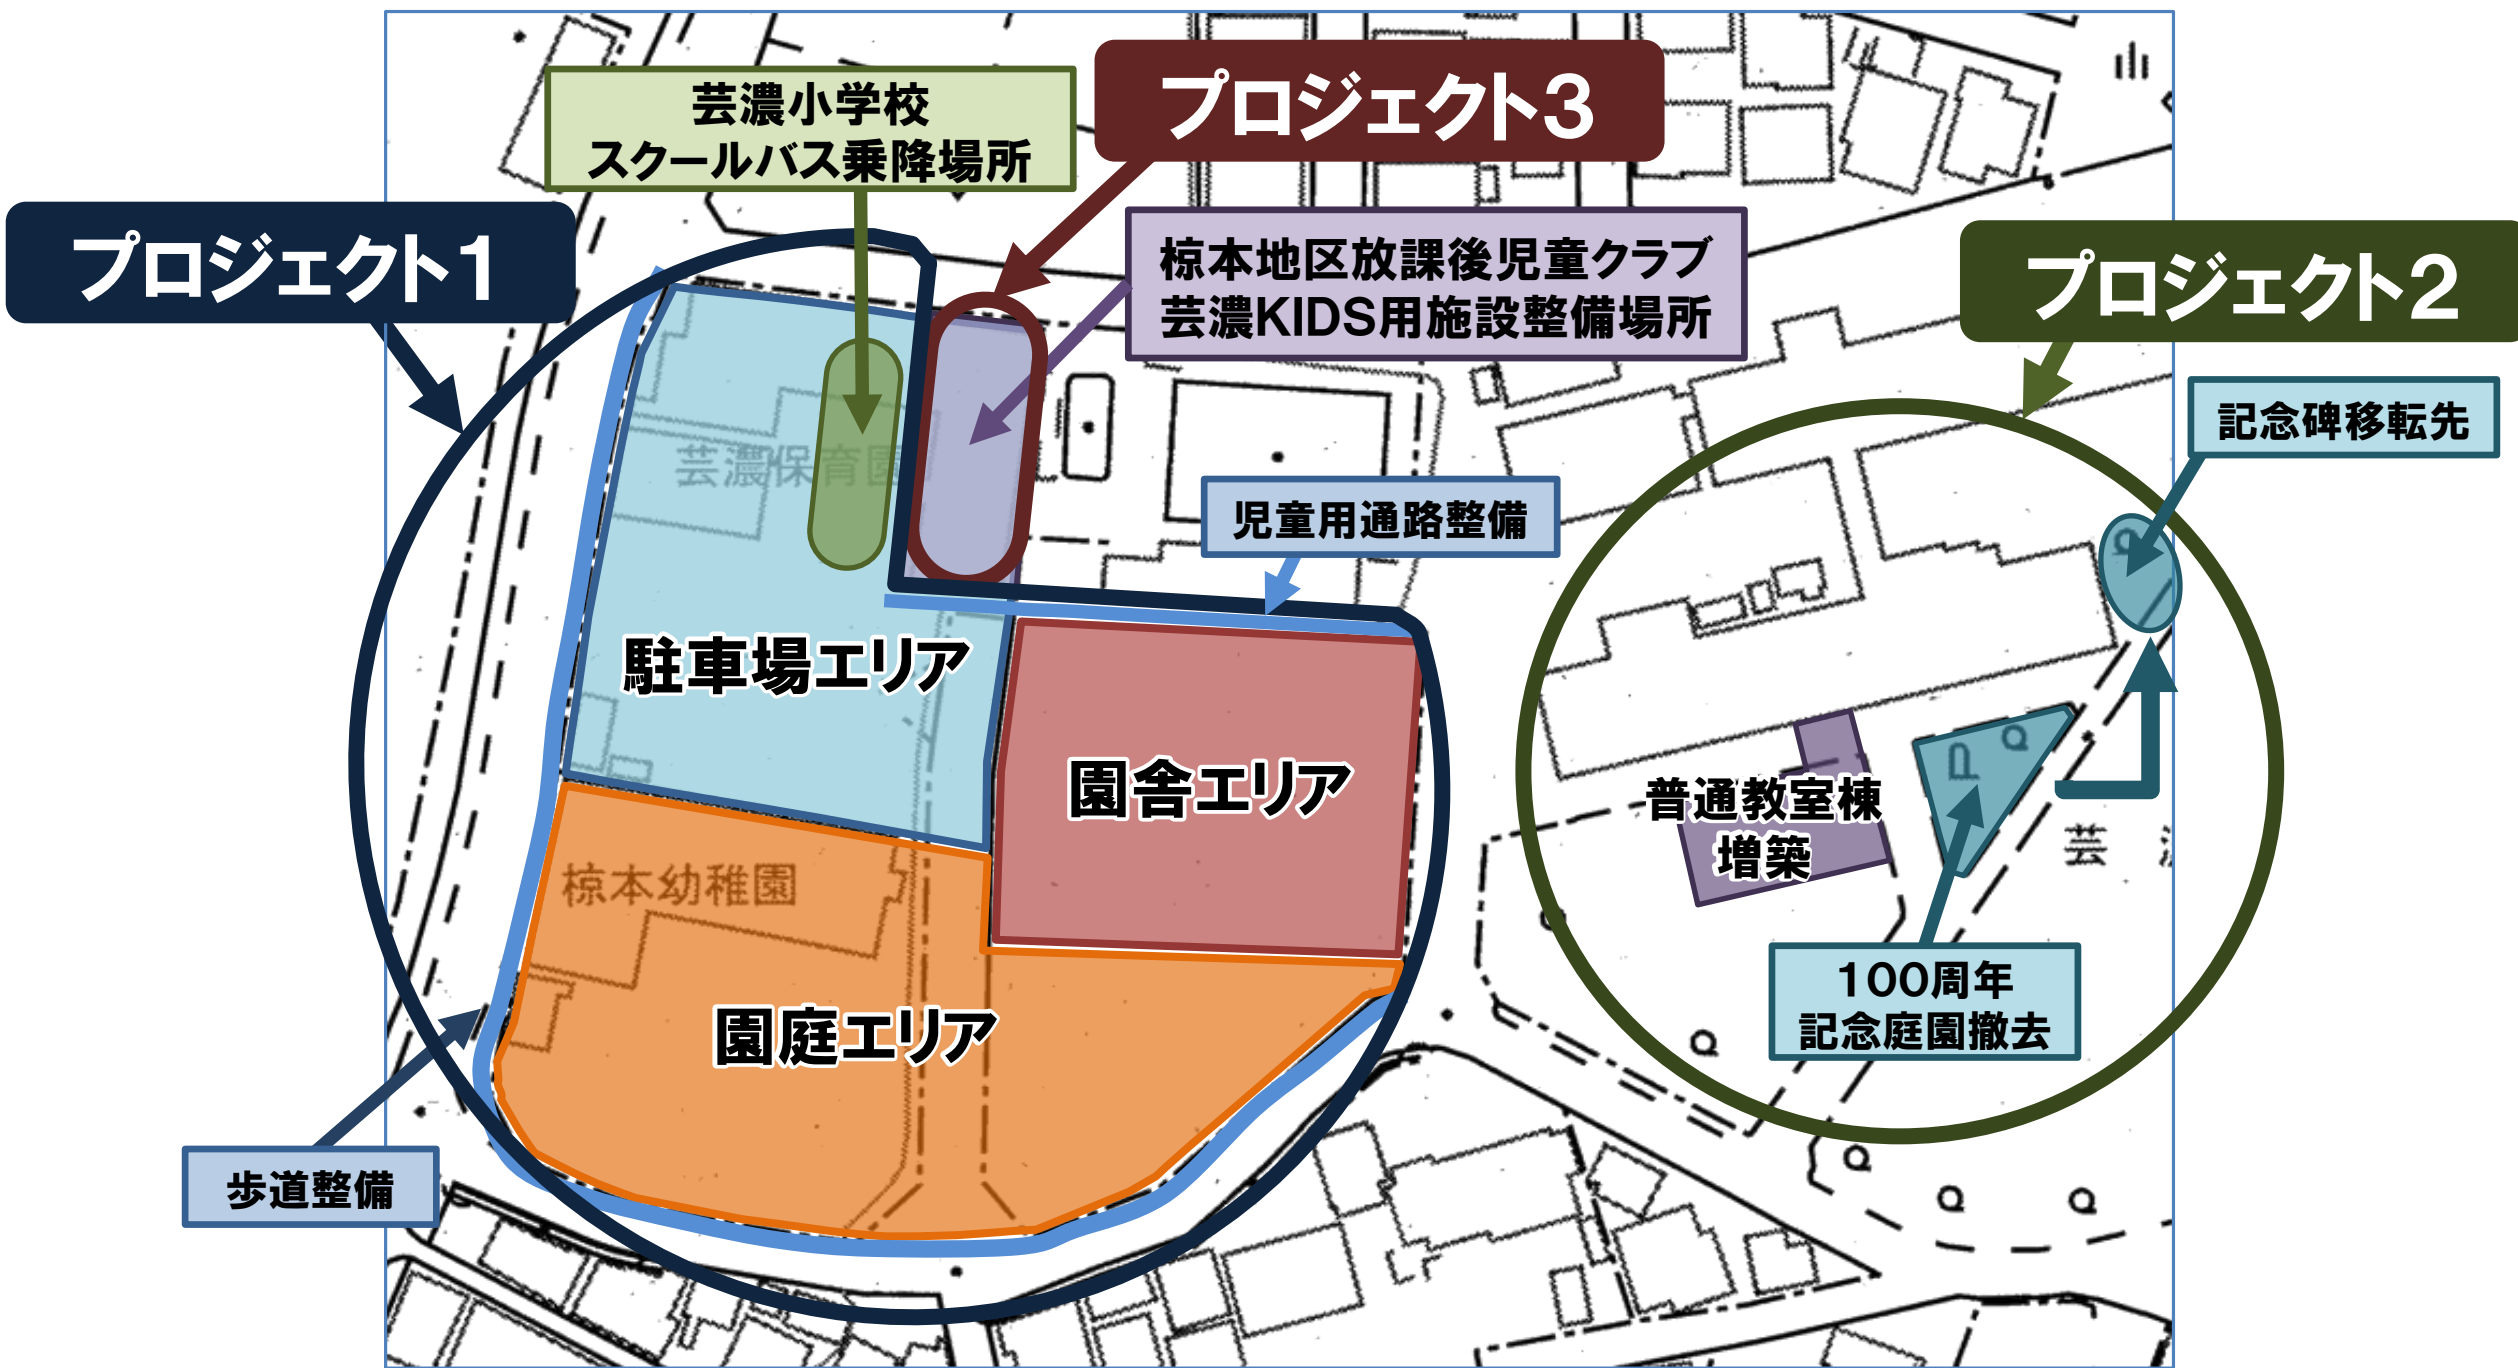 芸濃小学校
スクールバス乗降場所
プロジェクト3
プロジェクト1
椋本地区放課後児童クラブ
芸濃KIDS用施設整備場所
プロジェクト2
記念碑移転先
芸濃保育園
児童用通路整備
駐車場エリア
園舎エリア
普通教室棟
増築
芸
椋本幼稚園
園庭エリア
100周年
記念庭園撤去
歩道整備